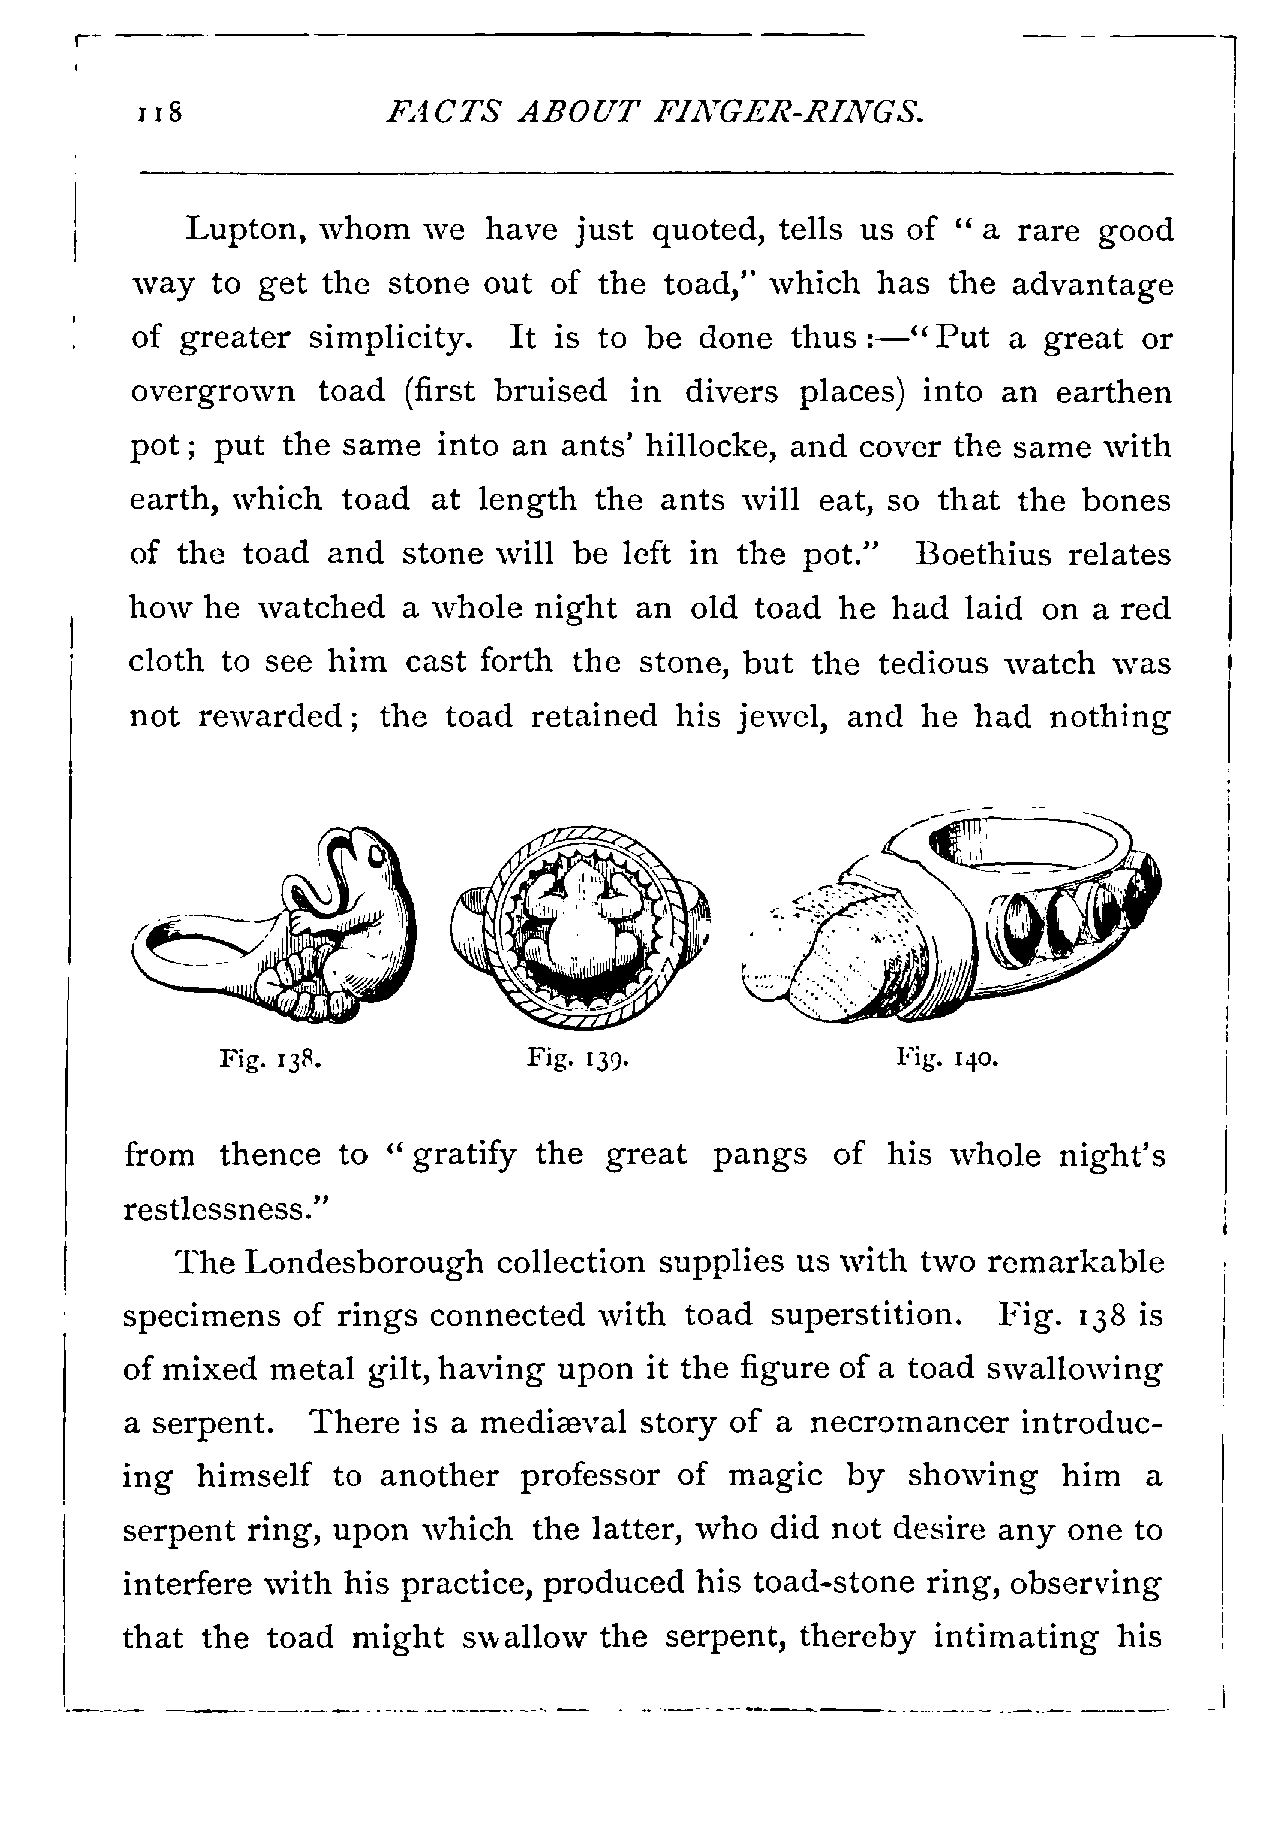 118 FACTS ABOUT FINGER-RINGS.
Lupton, whom we have just quoted, tells us of “ a rare good
way to get the stone out of the toad,” which has the advantage
of greater simplicity. It is to be done thus :—“ Put a great or
overgrown toad (first bruised in divers places) into an earthen
pot ; put the same into an ants’ hillocke, and cover the same with
earth, which toad at length the ants will eat, so that the bones
of the toad and stone will be left in the pot.” Boethius relates
how he watched a whole night an old toad he had laid on a red
cloth to see him cast forth the stone, but the tedious watch was
not rewarded ; the toad retained his jewel, and he had nothing
Fig. 138. Fig. 139. Fig. 140.
from thence to “ gratify the great pangs of his whole night’s
restlessness.”
The Londesborough collection supplies us with two remarkable
specimens of rings connected with toad superstition. Fig. 138 is
of mixed metal gilt, having upon it the figure of a toad swallowing
a serpent. There is a mediæval story of a necromancer introduc-
ing himself to another professor of magic by showing him a
serpent ring, upon which the latter, who did not desire any one to
interfere with his practice, produced his toad-stone ring, observing
that the toad might swallow the serpent, thereby intimating his